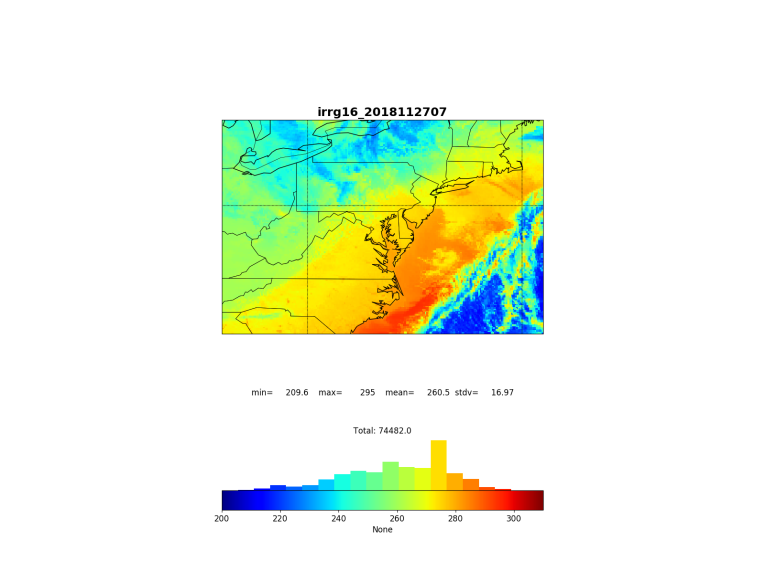 irrg16_2018112707
min= 209.6 max= 295 mean= 260.5 stdv= 16.97
Total: 74482.0
200 220 240 260 280 300
None